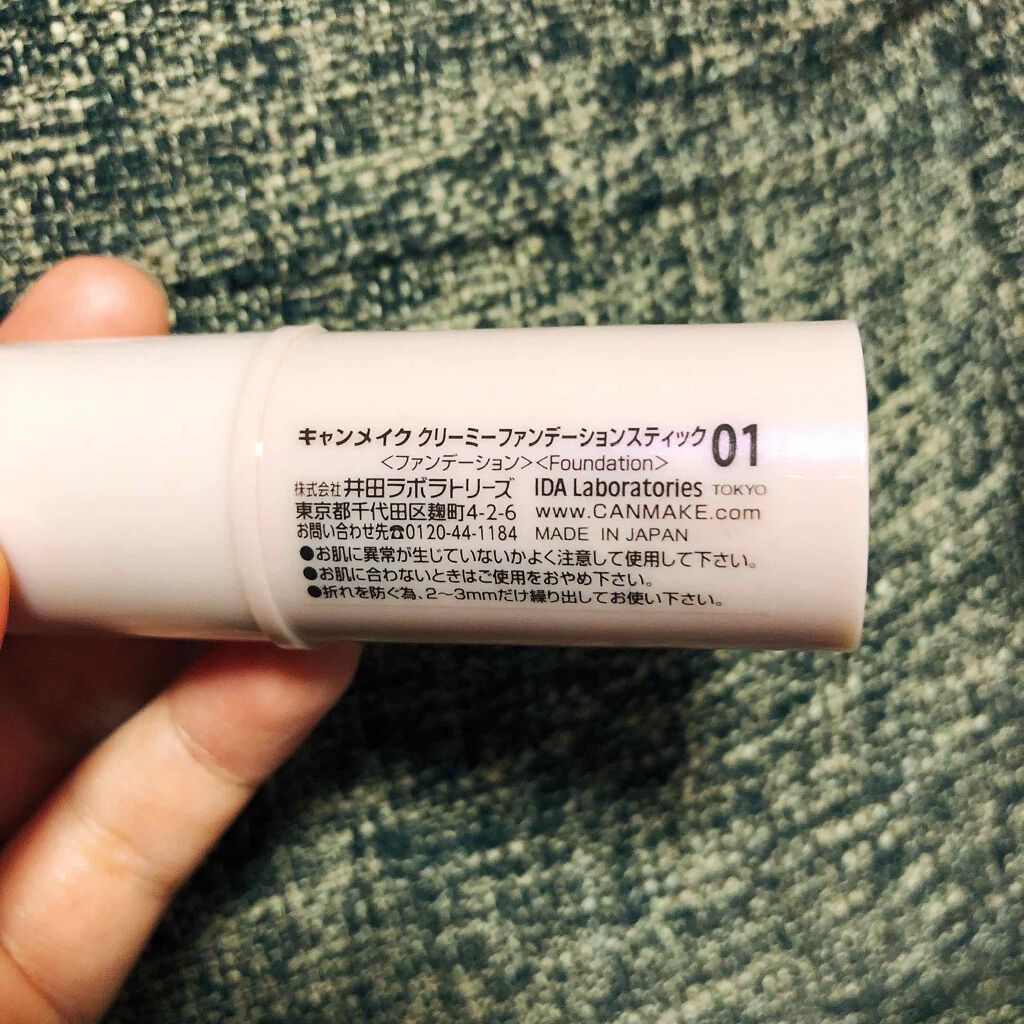 キャンメイク クリーミーファンデーションスティック 01
<ファンデーション><Foundation>
株式会社 井田ラボラトリーズ IDA Laboratories TOKYO
東京都千代田区麹町4-2-6 www.CANMAKE.com
お問い合わせ先☎0120-44-1184 MADE IN JAPAN
●お肌に異常が生じていないかよく注意して使用して下さい。
●お肌に合わないときはご使用をおやめ下さい。
●折れを防ぐ為、2〜3mmだけ繰り出してお使い下さい。